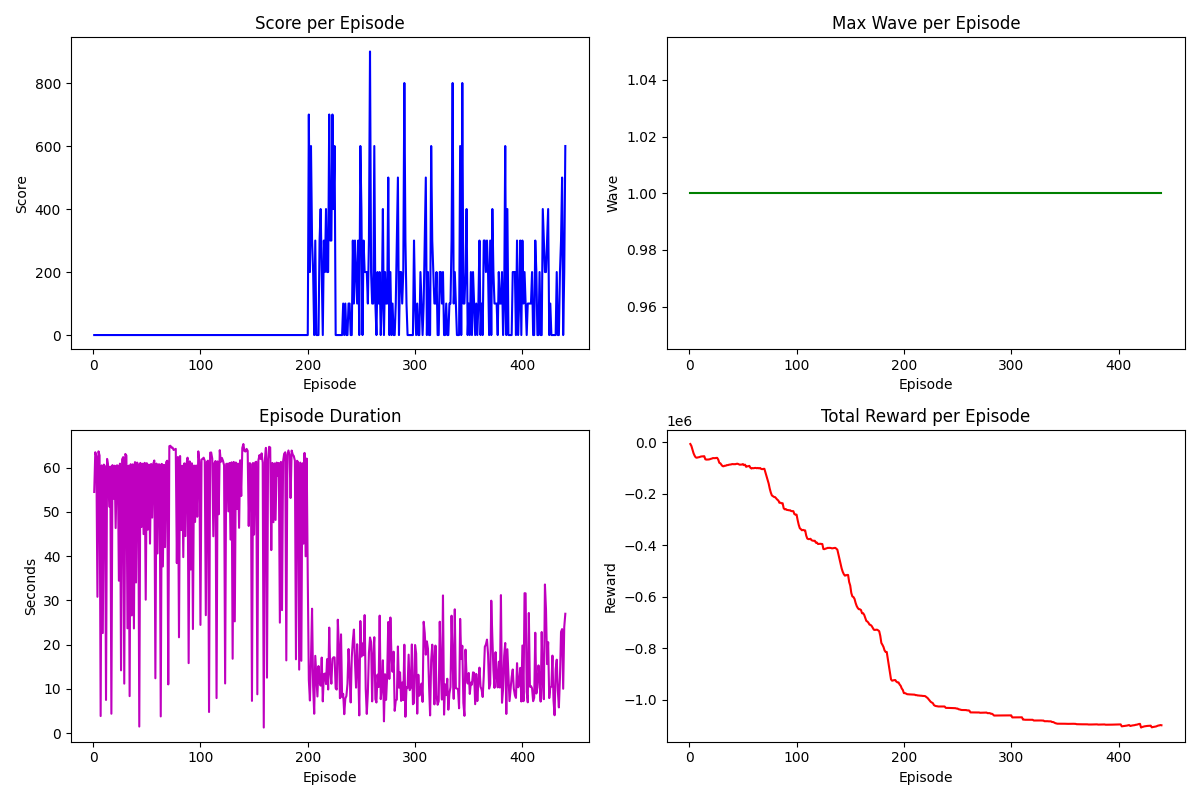 Score per Episode
800
600
400
200
0
Score
0 100 200 300 400
Episode
Max Wave per Episode
1.04
1.02
1.00
0.98
0.96
Wave
0 100 200 300 400
Episode
Episode Duration
60
50
40
30
20
10
0
Seconds
0 100 200 300 400
Episode
Total Reward per Episode
1e6
0.0
−0.2
−0.4
−0.6
−0.8
−1.0
Reward
0 100 200 300 400
Episode